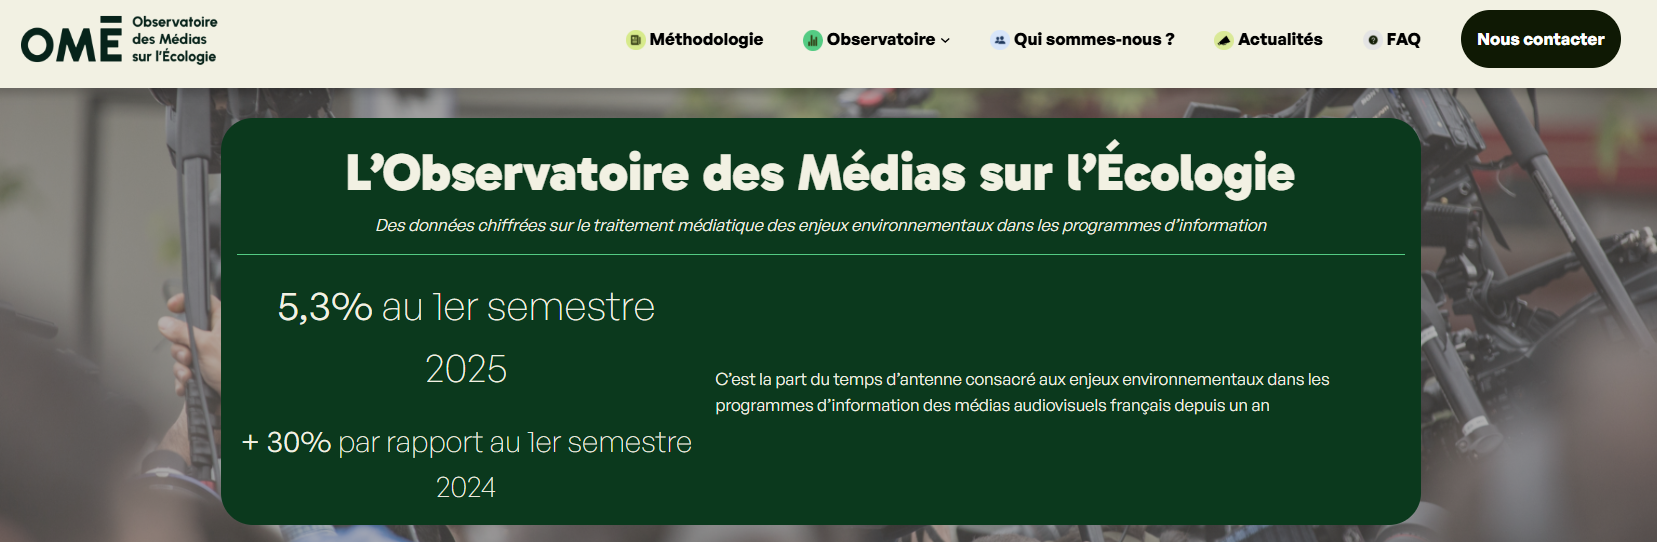 OMÉ
Observatoire
des Médias
sur l'Écologie
Méthodologie
Observatoire
Qui sommes-nous ?
Actualités
FAQ
Nous contacter
L’Observatoire des Médias sur l’Écologie
Des données chiffrées sur le traitement médiatique des enjeux environnementaux dans les programmes d’information
5,3% au 1er semestre
2025
+ 30% par rapport au 1er semestre
2024
C’est la part du temps d’antenne consacré aux enjeux environnementaux dans les
programmes d’information des médias audiovisuels français depuis un an